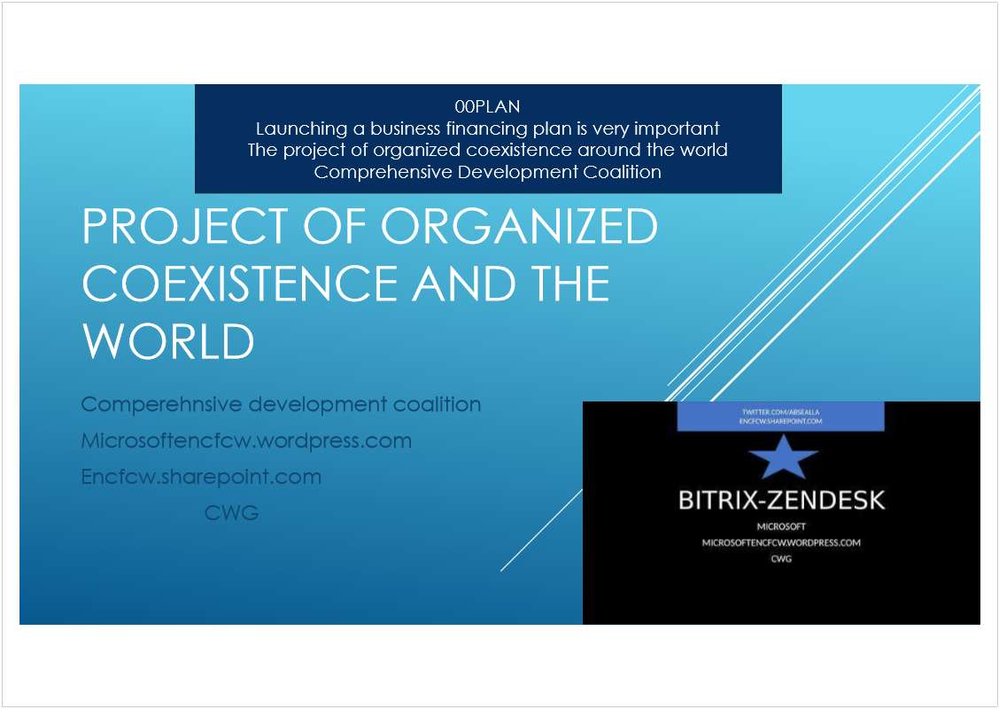 00PLAN
Launching a business financing plan is very important
The project of organized coexistence around the world
Comprehensive Development Coalition
PROJECT OF ORGANIZED
COEXISTENCE AND THE
WORLD
Comperehnsive development coalition
Microsoftencfcw.wordpress.com
Encfcw.sharepoint.com
CWG
TWITTER.COM/ABSEALLA
ENCFCW.SHAREPOINT.COM
BITRIX-ZENDESK
MICROSOFT
MICROSOFTENCFCW.WORDPRESS.COM
CWG